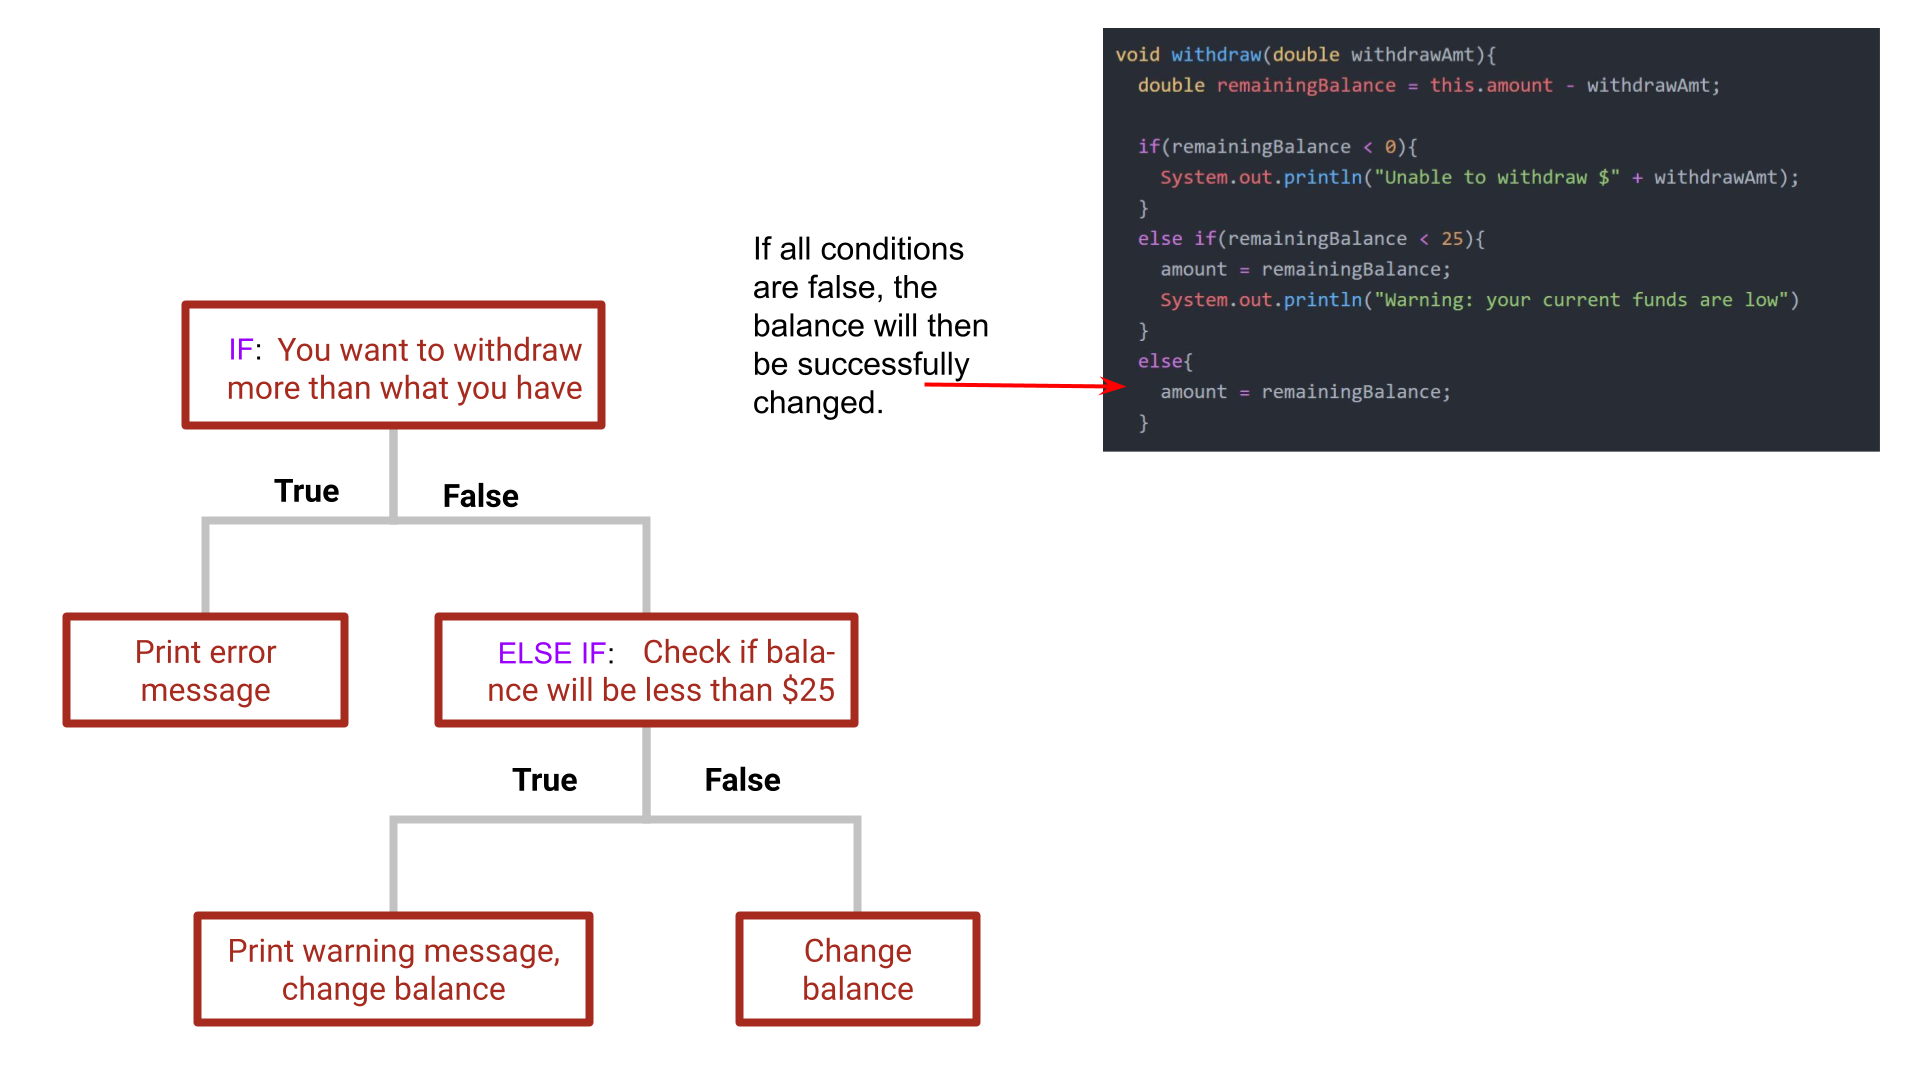 void withdraw(double withdrawAmt){
double remainingBalance = this.amount - withdrawAmt;
if(remainingBalance < 0){
System.out.println("Unable to withdraw $" + withdrawAmt);
}
else if(remainingBalance < 25){
amount = remainingBalance;
System.out.println("Warning: your current funds are low")
}
else{
amount = remainingBalance;
}
If all conditions
are false, the
balance will then
be successfully
changed.
IF: You want to withdraw
more than what you have
True
False
Print error
message
ELSE IF: Check if bala-
nce will be less than $25
True
False
Print warning message,
change balance
Change
balance